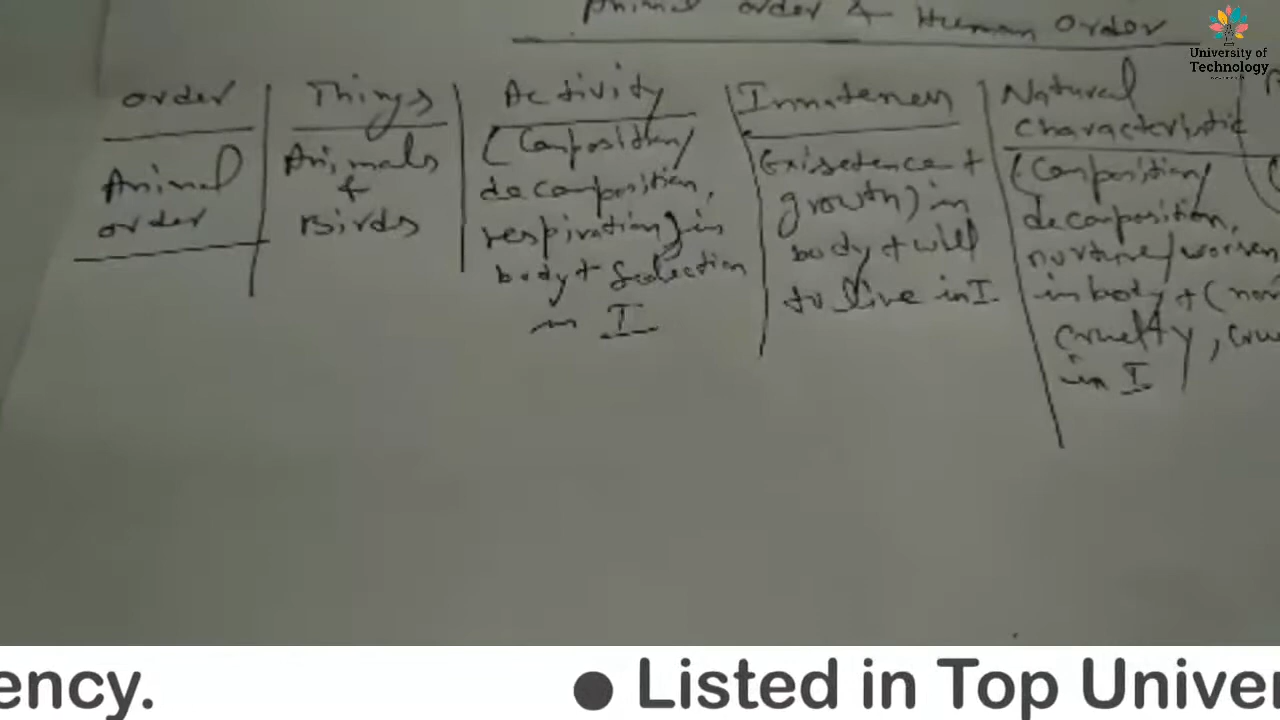 Animal order & Human Order
University of
Technology
order
Things
Activity
Innateness
Natural
characteristic
Animal
order
Animals
&
Birds
(Composition/
decomposition,
respiration) in
body + Selection
in I
Exisetence +
growth) in
body + will
to live in I
(Composition/
decomposition,
nurture/worsen
in body + (non
cruelty, cru
in I
ency.
● Listed in Top Univer